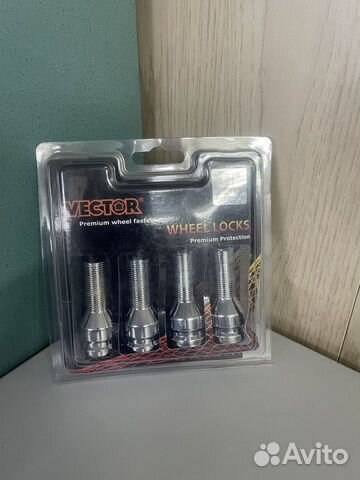 VECTOR®
Premium wheel faste
WHEEL LOCKS
Premium Protection
Avito